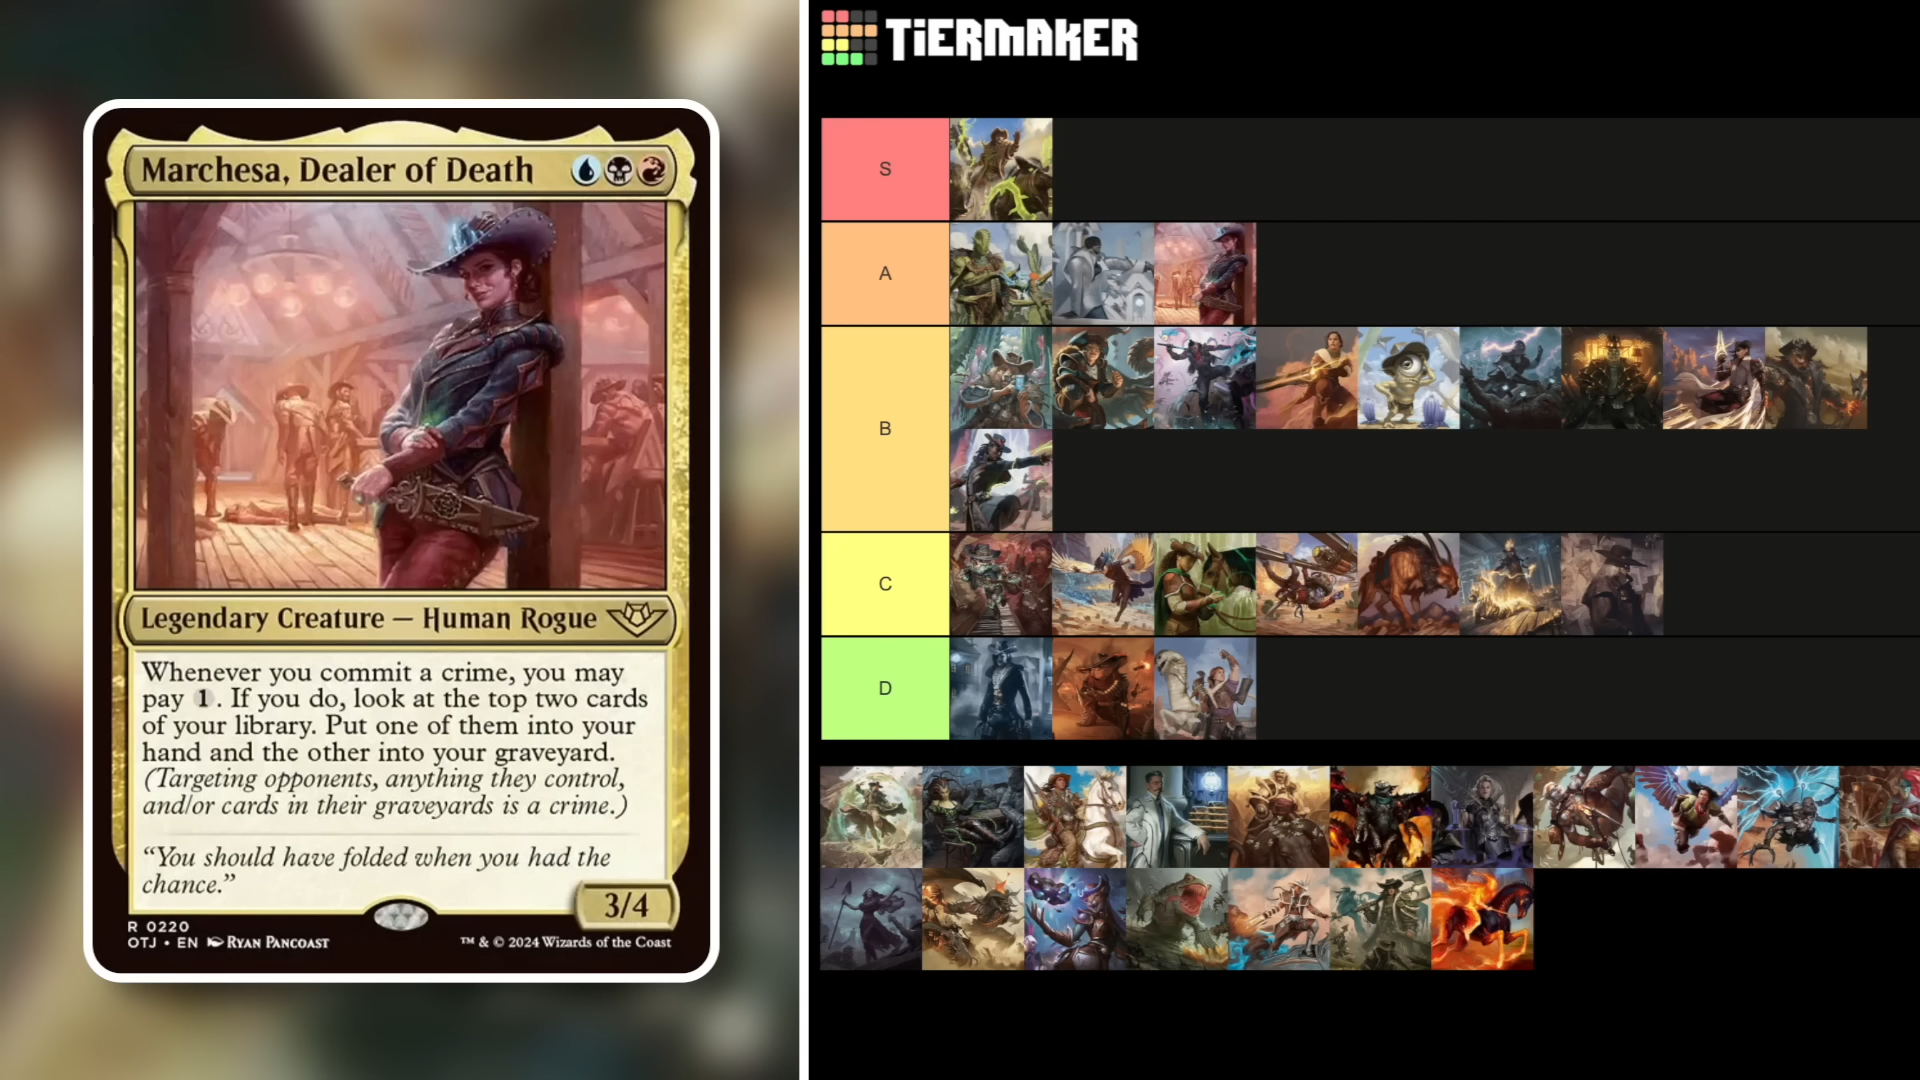 Marchesa, Dealer of Death
Legendary Creature — Human Rogue
Whenever you commit a crime, you may
pay 1. If you do, look at the top two cards
of your library. Put one of them into your
hand and the other into your graveyard.
(Targeting opponents, anything they control,
and/or cards in their graveyards is a crime.)
“You should have folded when you had the
chance.”
3/4
R 0220
OTJ • EN RYAN PANCOAST
™ & © 2024 Wizards of the Coast
TiERMAKER
S
A
B
C
D